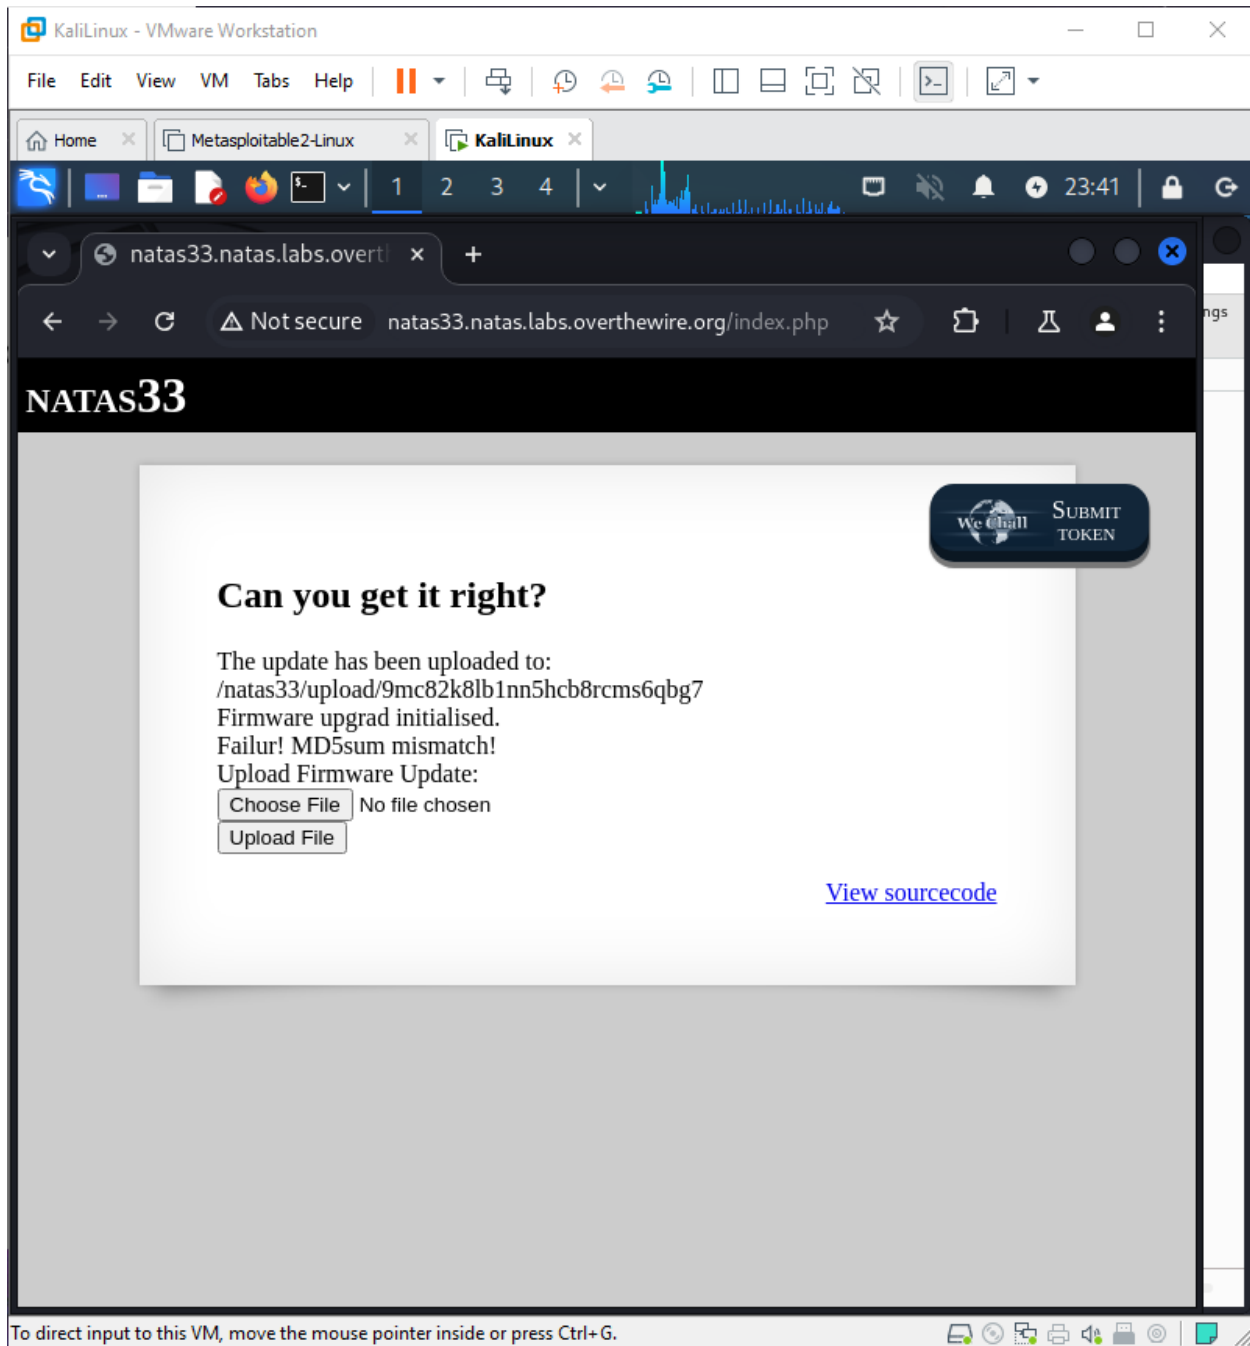 KaliLinux - VMware Workstation
File Edit View VM Tabs Help
Home Metasploitable2-Linux KaliLinux
1 2 3 4 23:41
natas33.natas.labs.overt
Not secure natas33.natas.labs.overthewire.org/index.php
ngs
NATAS33
We Chall SUBMIT TOKEN
Can you get it right?
The update has been uploaded to:
/natas33/upload/9mc82k8lb1nn5hcb8rcms6qbg7
Firmware upgrad initialised.
Failur! MD5sum mismatch!
Upload Firmware Update:
Choose File No file chosen
Upload File
View sourcecode
To direct input to this VM, move the mouse pointer inside or press Ctrl+G.